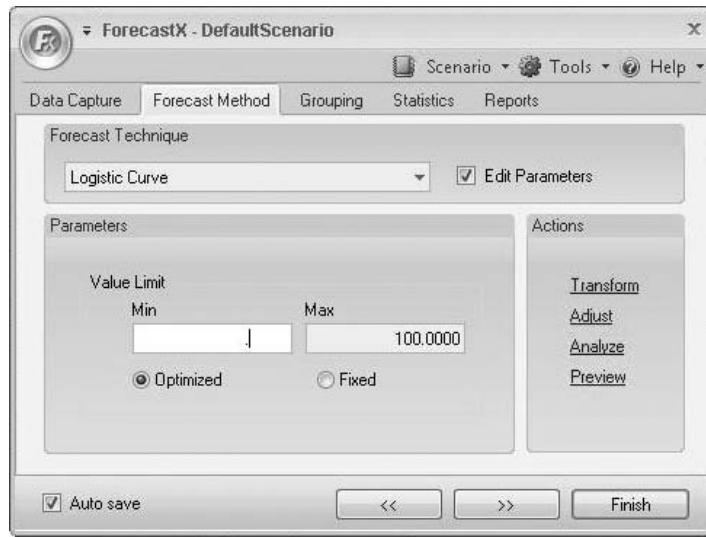 ForecastX - DefaultScenario
Scenario Tools Help
Data Capture Forecast Method Grouping Statistics Reports
Forecast Technique
Logistic Curve Edit Parameters
Parameters
Value Limit
Min Max
. 100.0000
Optimized Fixed
Actions
Transform
Adjust
Analyze
Preview
Auto save << >> Finish